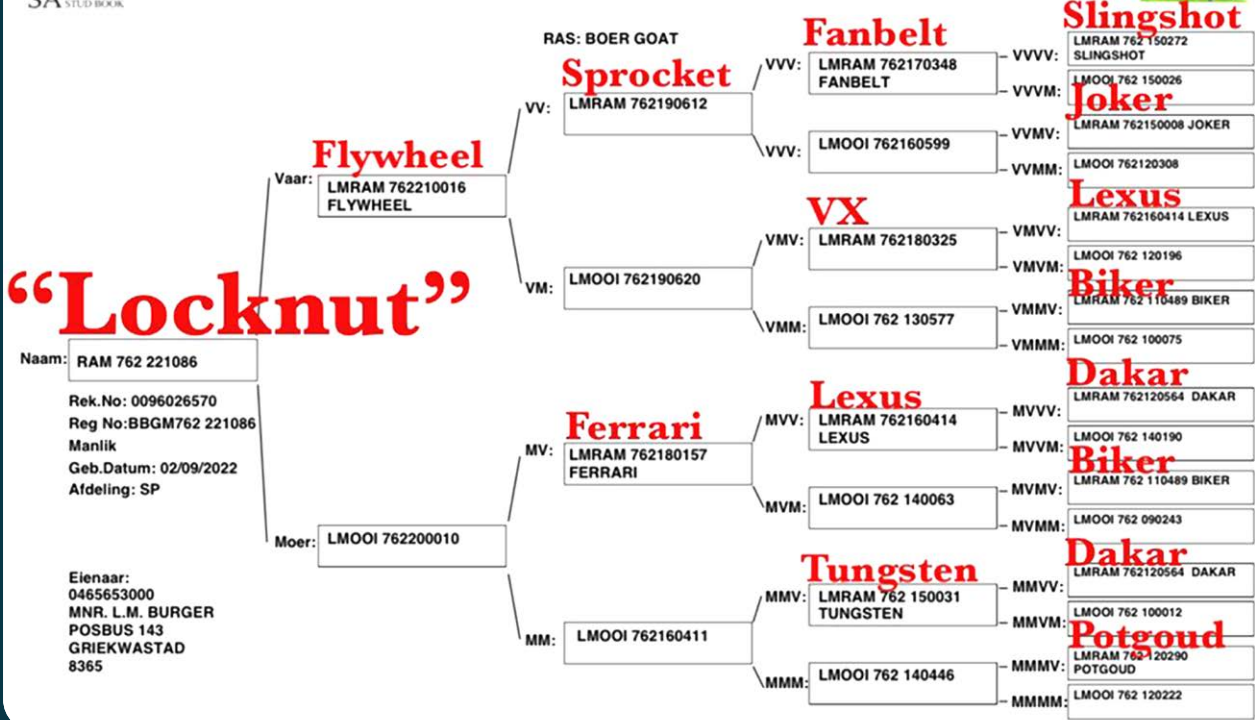 SA STUD BOOK
RAS: BOER GOAT
“Locknut”
Naam: RAM 762 221086
Rek.No: 0096026570
Reg No:BBGM762 221086
Manlik
Geb.Datum: 02/09/2022
Afdeling: SP
Eienaar:
0465653000
MNR. L.M. BURGER
POSBUS 143
GRIEKWASTAD
8365
Flywheel
Vaar: LMRAM 762210016
FLYWHEEL
Moer: LMOOI 762200010
Sprocket
VV: LMRAM 762190612
VM: LMOOI 762190620
Ferrari
MV: LMRAM 762180157
FERRARI
MM: LMOOI 762160411
Fanbelt
VVV: LMRAM 762170348
FANBELT
VVV: LMOOI 762160599
VX
VMV: LMRAM 762180325
VMM: LMOOI 762 130577
Lexus
MVV: LMRAM 762160414
LEXUS
MVM: LMOOI 762 140063
Tungsten
MMV: LMRAM 762 150031
TUNGSTEN
MMM: LMOOI 762 140446
Slingshot
VVVV: LMRAM 762 150272
SLINGSHOT
VVVM: LMOOI 762 150026
Joker
VVMV: LMRAM 762150008 JOKER
VVMM: LMOOI 762120308
Lexus
VMVV: LMRAM 762160414 LEXUS
VMVM: LMOOI 762 120196
Biker
VMMV: LMRAM 762 110489 BIKER
VMMM: LMOOI 762 100075
Dakar
MVVV: LMRAM 762120564 DAKAR
MVVM: LMOOI 762 140190
Biker
MVMV: LMRAM 762 110489 BIKER
MVMM: LMOOI 762 090243
Dakar
MMVV: LMRAM 762120564 DAKAR
MMVM: LMOOI 762 100012
Potgoud
MMMV: LMRAM 762 120290
POTGOUD
MMMM: LMOOI 762 120222